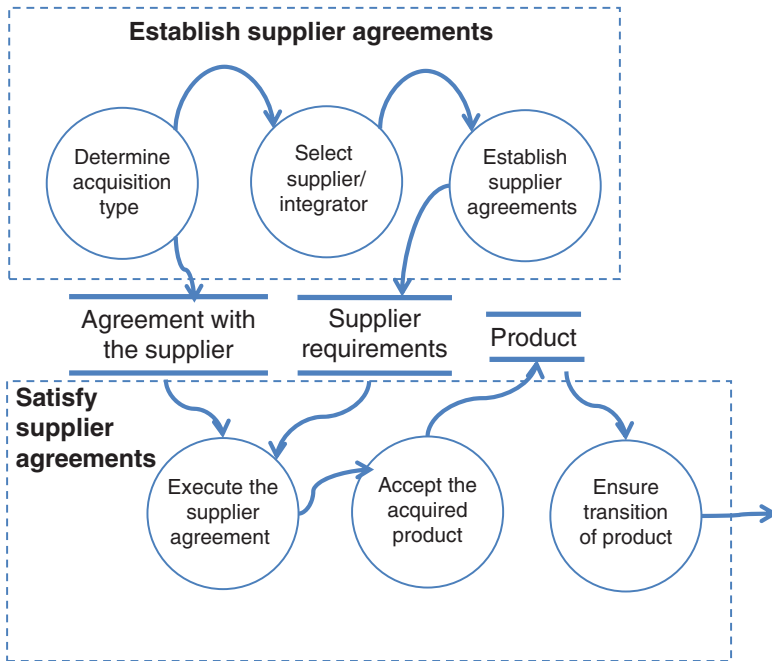 Establish supplier agreements
Determine
acquisition
type
Select
supplier/
integrator
Establish
supplier
agreements
Agreement with
the supplier
Supplier
requirements
Product
Satisfy
supplier
agreements
Execute the
supplier
agreement
Accept the
acquired
product
Ensure
transition
of product